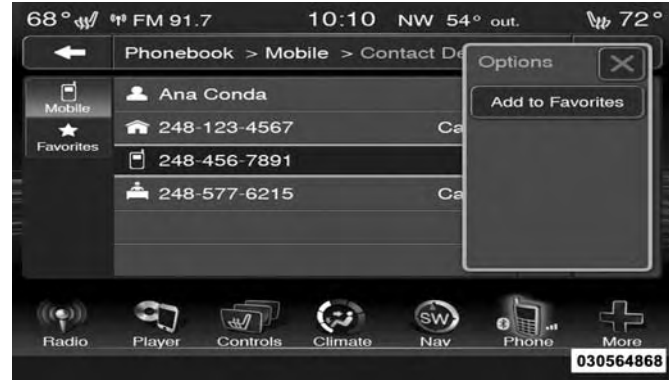 68° FM 91.7 10:10 NW 54° out. 72°
Phonebook > Mobile > Contact De
Options
Mobile
Ana Conda
Add to Favorites
Favorites
248-123-4567 Ca
248-456-7891
248-577-6215 Ca
Radio Player Controls Climate SW Nav Phone More
030564868